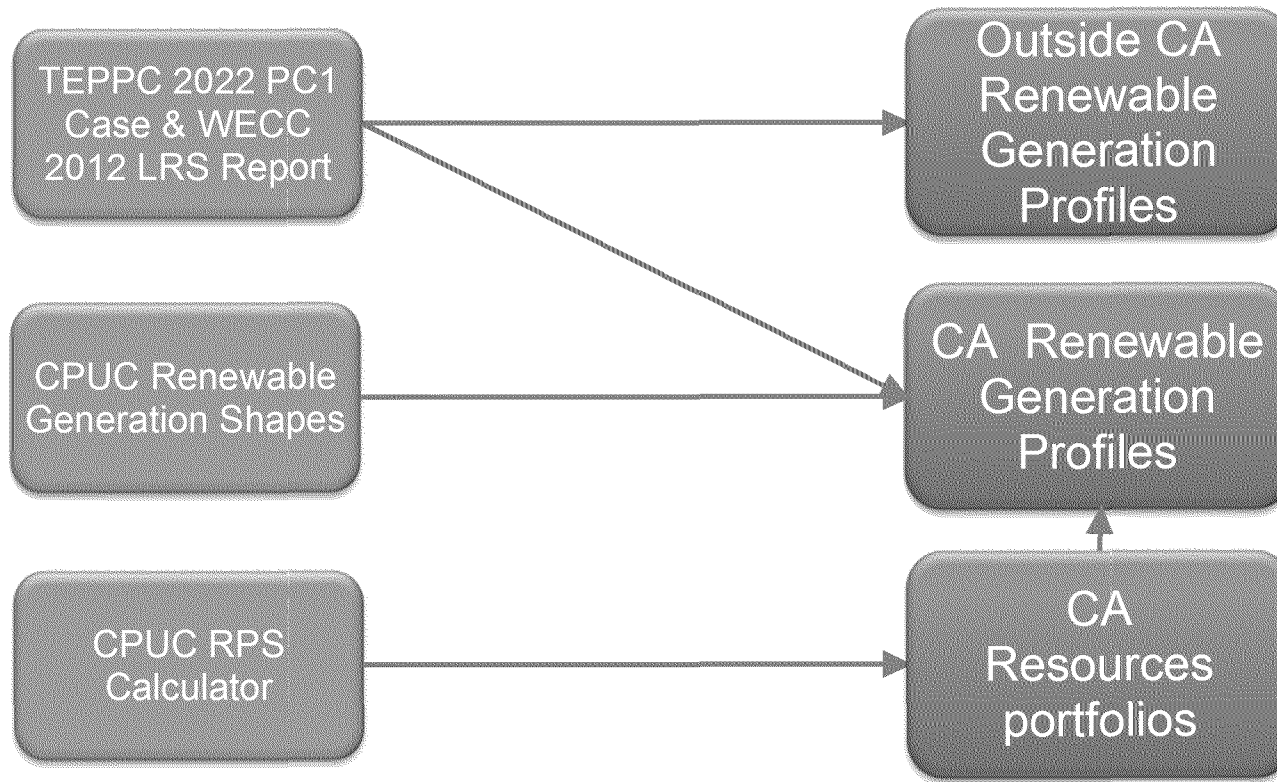 TEPPC 2022 PC1
Case & WECC
2012 LRS Report
Outside CA
Renewable
Generation
Profiles
CPUC Renewable
Generation Shapes
CA Renewable
Generation
Profiles
CPUC RPS
Calculator
CA
Resources
portfolios